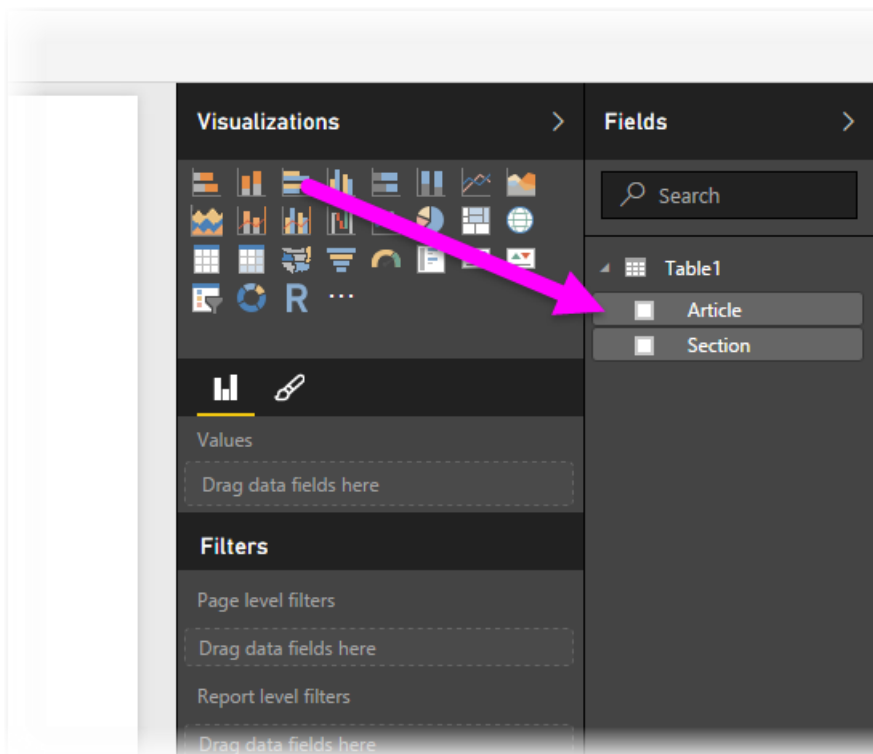 Visualizations
R
Values
Drag data fields here
Filters
Page level filters
Drag data fields here
Report level filters
Drag data fields here
Fields
Search
Table1
Article
Section